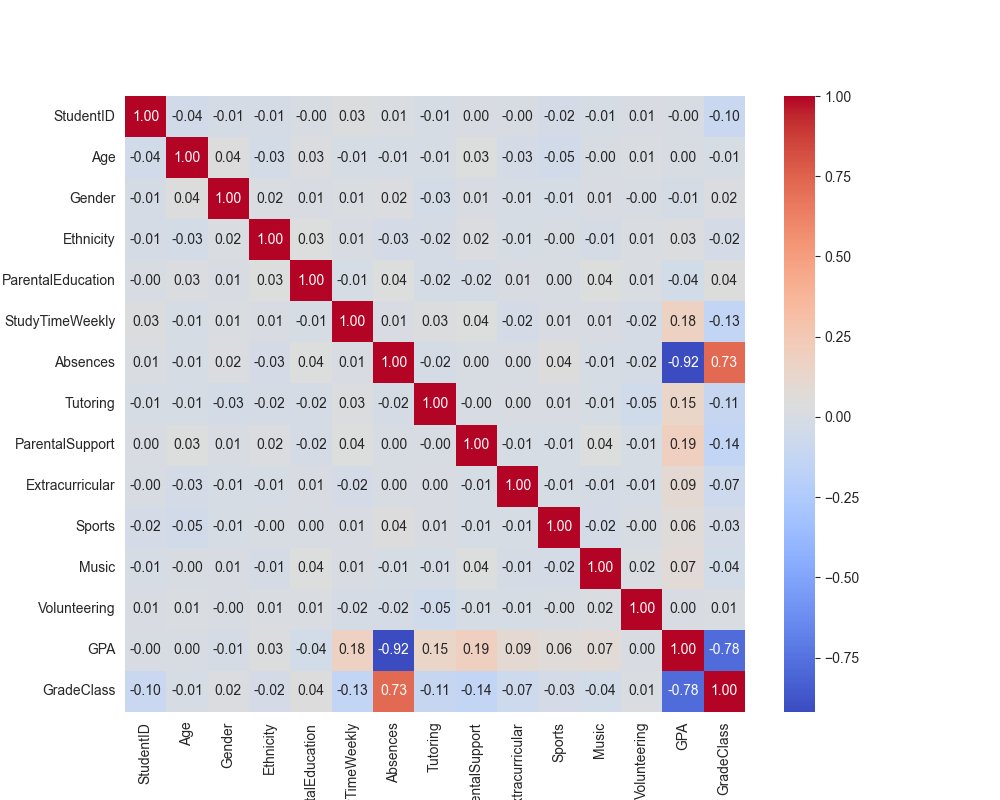 StudentID 1.00 -0.04 -0.01 -0.01 -0.00 0.03 0.01 -0.01 0.00 -0.00 -0.02 -0.01 0.01 -0.00 -0.10
Age -0.04 1.00 0.04 -0.03 0.03 -0.01 -0.01 -0.01 0.03 -0.03 -0.05 -0.00 0.01 0.00 -0.01
Gender -0.01 0.04 1.00 0.02 0.01 0.01 0.02 -0.03 0.01 -0.01 -0.01 0.01 -0.00 -0.01 0.02
Ethnicity -0.01 -0.03 0.02 1.00 0.03 0.01 -0.03 -0.02 0.02 -0.01 -0.00 -0.01 0.01 0.03 -0.02
ParentalEducation -0.00 0.03 0.01 0.03 1.00 -0.01 0.04 -0.02 -0.02 0.01 0.00 0.04 0.01 -0.04 0.04
StudyTimeWeekly 0.03 -0.01 0.01 0.01 -0.01 1.00 0.01 0.03 0.04 -0.02 0.01 0.01 -0.02 0.18 -0.13
Absences 0.01 -0.01 0.02 -0.03 0.04 0.01 1.00 -0.02 0.00 0.00 0.04 -0.01 -0.02 -0.92 0.73
Tutoring -0.01 -0.01 -0.03 -0.02 -0.02 0.03 -0.02 1.00 -0.00 0.00 0.01 -0.01 -0.05 0.15 -0.11
ParentalSupport 0.00 0.03 0.01 0.02 -0.02 0.04 0.00 -0.00 1.00 -0.01 -0.01 0.04 -0.01 0.19 -0.14
Extracurricular -0.00 -0.03 -0.01 -0.01 0.01 -0.02 0.00 0.00 -0.01 1.00 -0.01 -0.01 -0.01 0.09 -0.07
Sports -0.02 -0.05 -0.01 -0.00 0.00 0.01 0.04 0.01 -0.01 -0.01 1.00 -0.02 -0.00 0.06 -0.03
Music -0.01 -0.00 0.01 -0.01 0.04 0.01 -0.01 -0.01 0.04 -0.01 -0.02 1.00 0.02 0.07 -0.04
Volunteering 0.01 0.01 -0.00 0.01 0.01 -0.02 -0.02 -0.05 -0.01 -0.01 -0.00 0.02 1.00 0.00 0.01
GPA -0.00 0.00 -0.01 0.03 -0.04 0.18 -0.92 0.15 0.19 0.09 0.06 0.07 0.00 1.00 -0.78
GradeClass -0.10 -0.01 0.02 -0.02 0.04 -0.13 0.73 -0.11 -0.14 -0.07 -0.03 -0.04 0.01 -0.78 1.00
StudentID
Age
Gender
Ethnicity
talEducation
TimeWeekly
Absences
Tutoring
entalSupport
xtracurricular
Sports
Music
Volunteering
GPA
GradeClass
1.00
0.75
0.50
0.25
0.00
−0.25
−0.50
−0.75